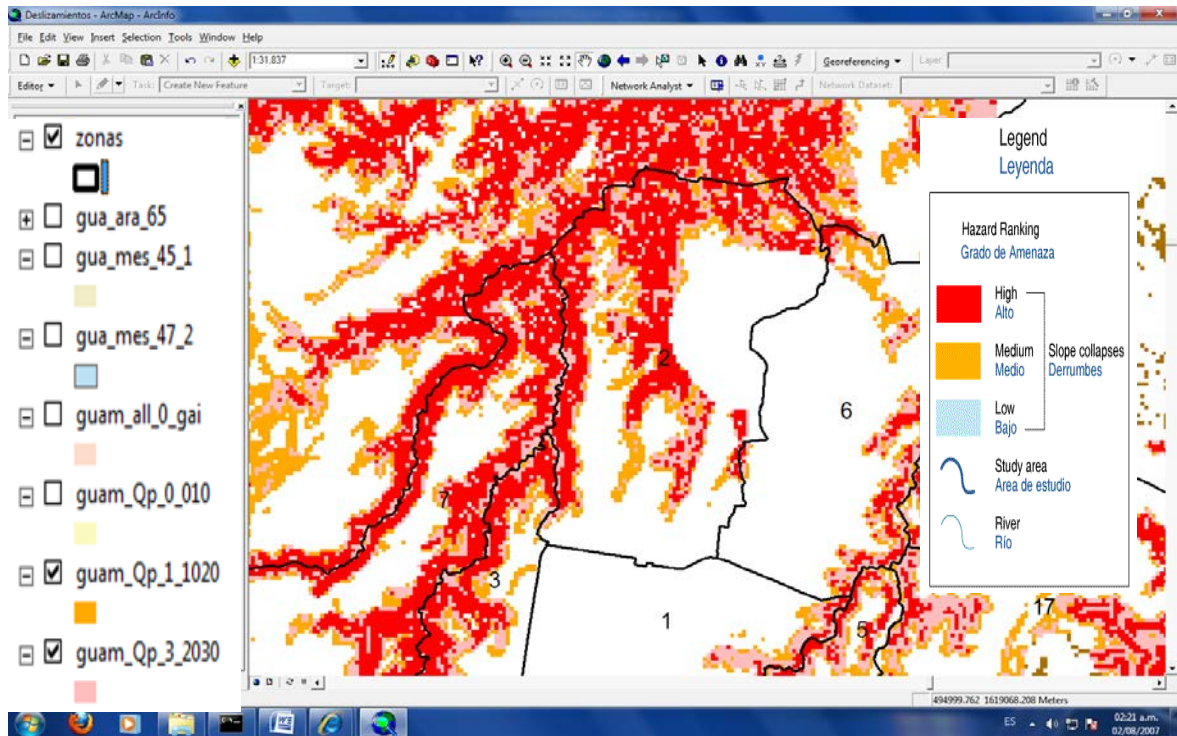 Deslizamientos - ArcMap - ArcInfo
File Edit View Insert Selection Tools Window Help
1:31.837
Georeferencing
Layer:
Editor
Task: Create New Feature
Target:
Network Analyst
Network Dataset:
zonas
gua_ara_65
gua_mes_45_1
gua_mes_47_2
guam_all_0_gai
guam_Qp_0_010
guam_Qp_1_1020
guam_Qp_3_2030
2
6
7
3
1
5
17
Legend
Leyenda
Hazard Ranking
Grado de Amenaza
High
Alto
Medium
Medio
Low
Bajo
Slope collapses
Derrumbes
Study area
Area de estudio
River
Río
494999.762 1619068.208 Meters
ES
02:21 a.m.
02/08/2007